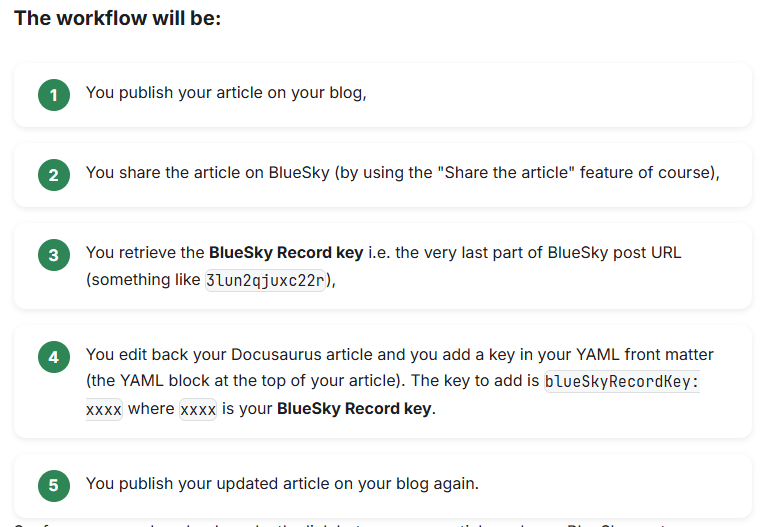 The workflow will be:
1
You publish your article on your blog,
2
You share the article on BlueSky (by using the "Share the article" feature of course),
3
You retrieve the BlueSky Record key i.e. the very last part of BlueSky post URL
(something like 3lun2qjuxc22r),
4
You edit back your Docusaurus article and you add a key in your YAML front matter
(the YAML block at the top of your article). The key to add is blueSkyRecordKey:
xxxx where xxxx is your BlueSky Record key.
5
You publish your updated article on your blog again.